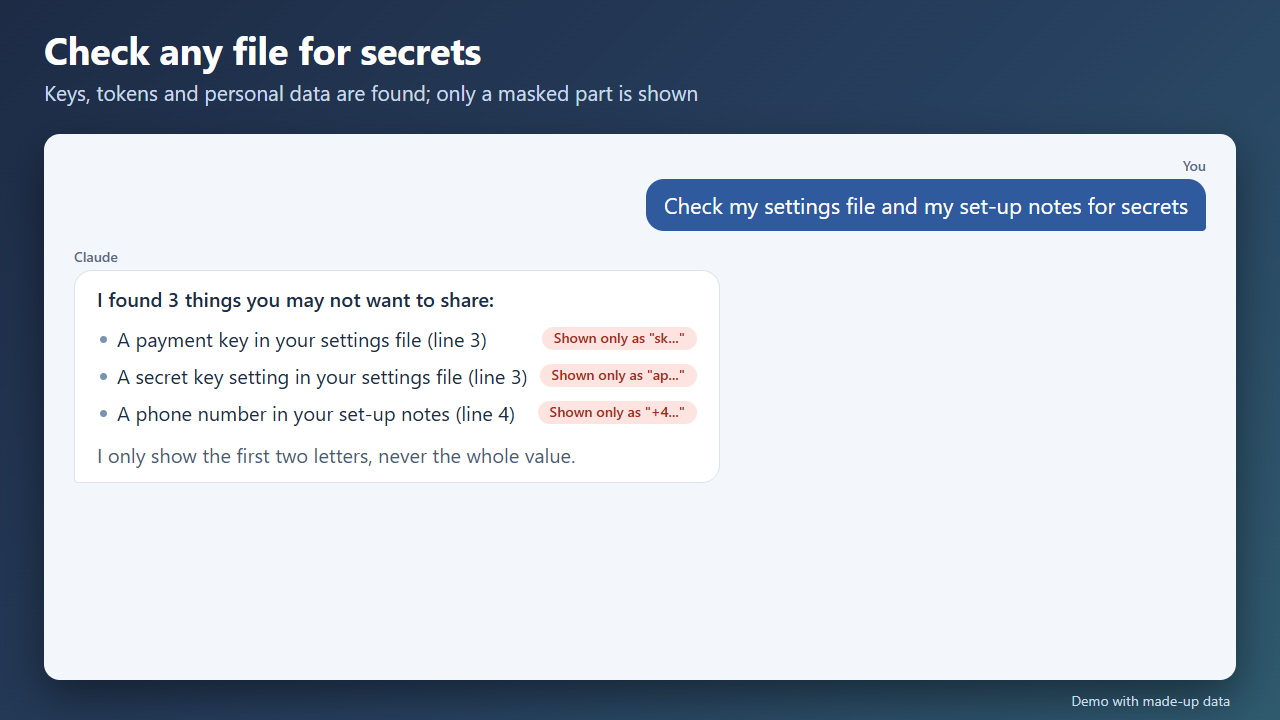 Check any file for secrets
Keys, tokens and personal data are found; only a masked part is shown
You
Check my settings file and my set-up notes for secrets
Claude
I found 3 things you may not want to share:
A payment key in your settings file (line 3)
Shown only as "sk..."
A secret key setting in your settings file (line 3)
Shown only as "ap..."
A phone number in your set-up notes (line 4)
Shown only as "+4..."
I only show the first two letters, never the whole value.
Demo with made-up data